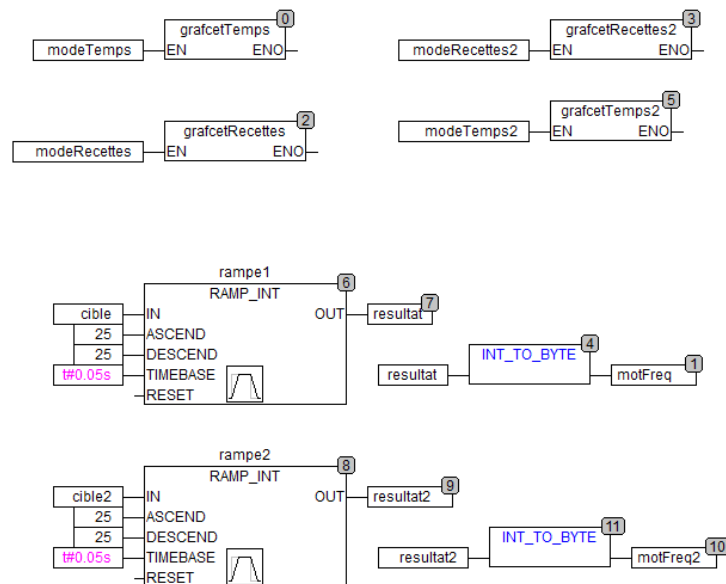 0
grafcetTemps
modeTemps EN ENO
3
grafcetRecettes2
modeRecettes2 EN ENO
2
grafcetRecettes
modeRecettes EN ENO
5
grafcetTemps2
modeTemps2 EN ENO
rampe1
6
RAMP_INT
7
cible IN OUT resultat
25 ASCEND
25 DESCEND
t#0.05s TIMEBASE
RESET
4
INT_TO_BYTE
1
resultat motFreq
rampe2
8
RAMP_INT
9
cible2 IN OUT resultat2
25 ASCEND
25 DESCEND
t#0.05s TIMEBASE
RESET
11
INT_TO_BYTE
10
resultat2 motFreq2